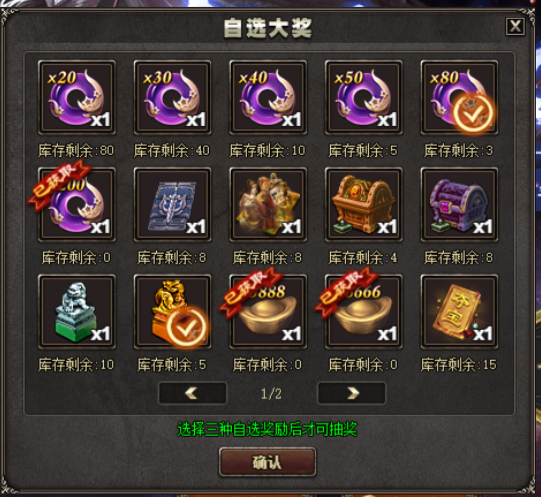 自选大奖
x20 x30 x40 x50 x80
x1 x1 x1 x1
库存剩余:80 库存剩余:40 库存剩余:10 库存剩余:5 库存剩余:3
已获取
x1 x1 x1 x1 x1
库存剩余:0 库存剩余:8 库存剩余:8 库存剩余:4 库存剩余:8
已获取 已获取
夺宝
x1 x1 x1 x1
库存剩余:10 库存剩余:5 库存剩余:0 库存剩余:0 库存剩余:15
1/2
选择三种自选奖励后才可抽奖
确认